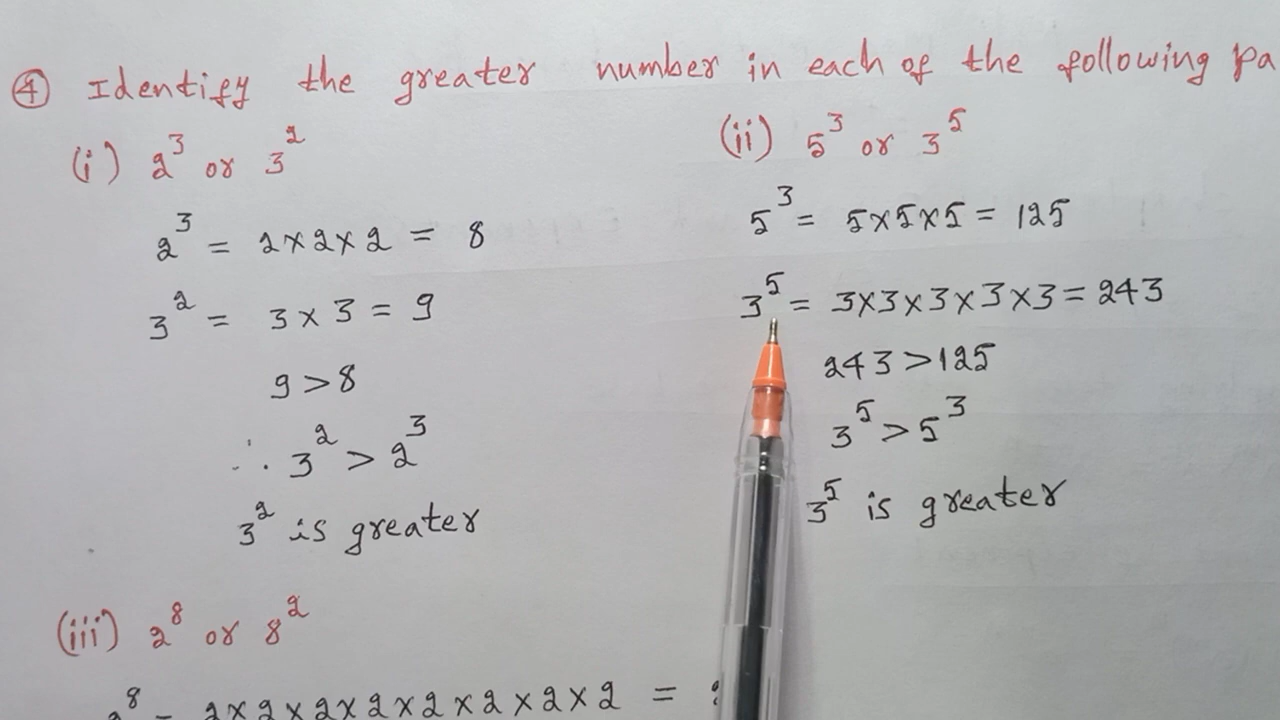 ④ Identify the greater number in each of the following pa
(i) 2³ or 3²
2³ = 2×2×2 = 8
3² = 3×3 = 9
9>8
∴ 3² > 2³
3² is greater
(ii) 5³ or 3⁵
5³ = 5×5×5 = 125
3⁵ = 3×3×3×3×3 = 243
243>125
3⁵ > 5³
3⁵ is greater
(iii) 2⁸ or 8²
2⁸ = 2×2×2×2×2×2×2×2 =